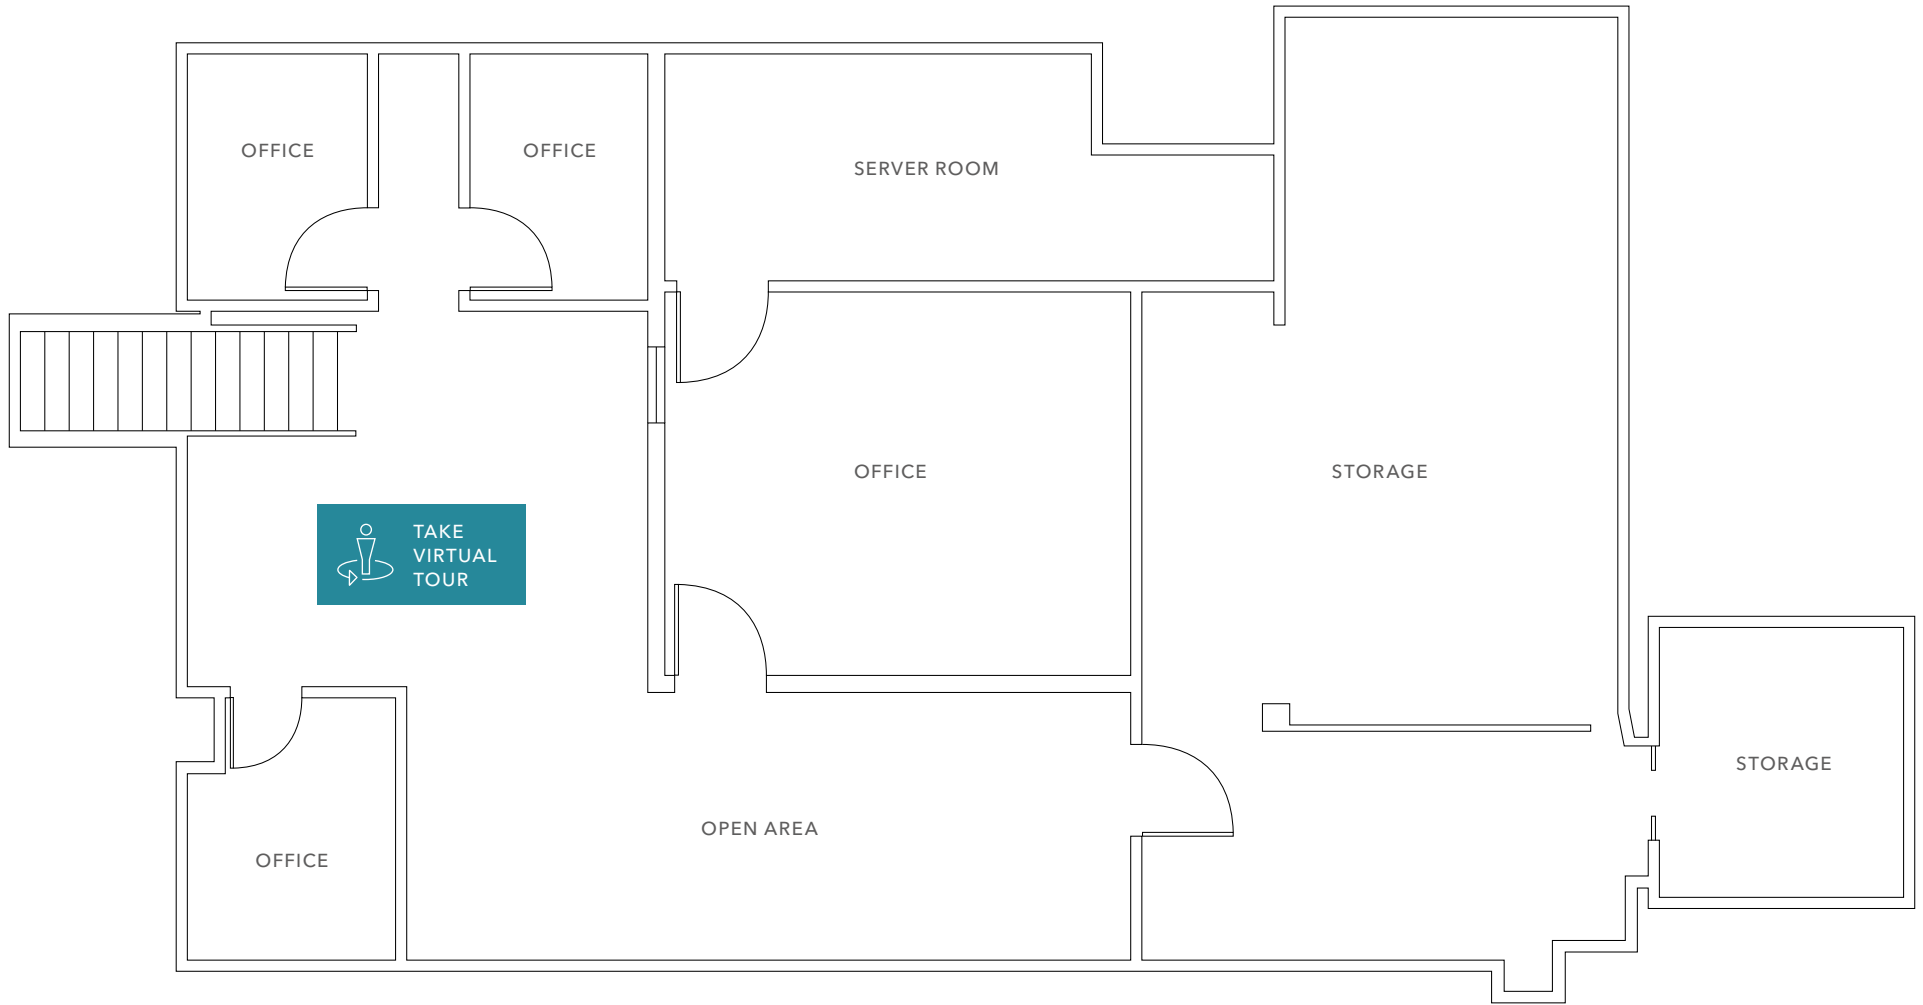 OFFICE
OFFICE
SERVER ROOM
OFFICE
STORAGE
TAKE
VIRTUAL
TOUR
STORAGE
OPEN AREA
OFFICE